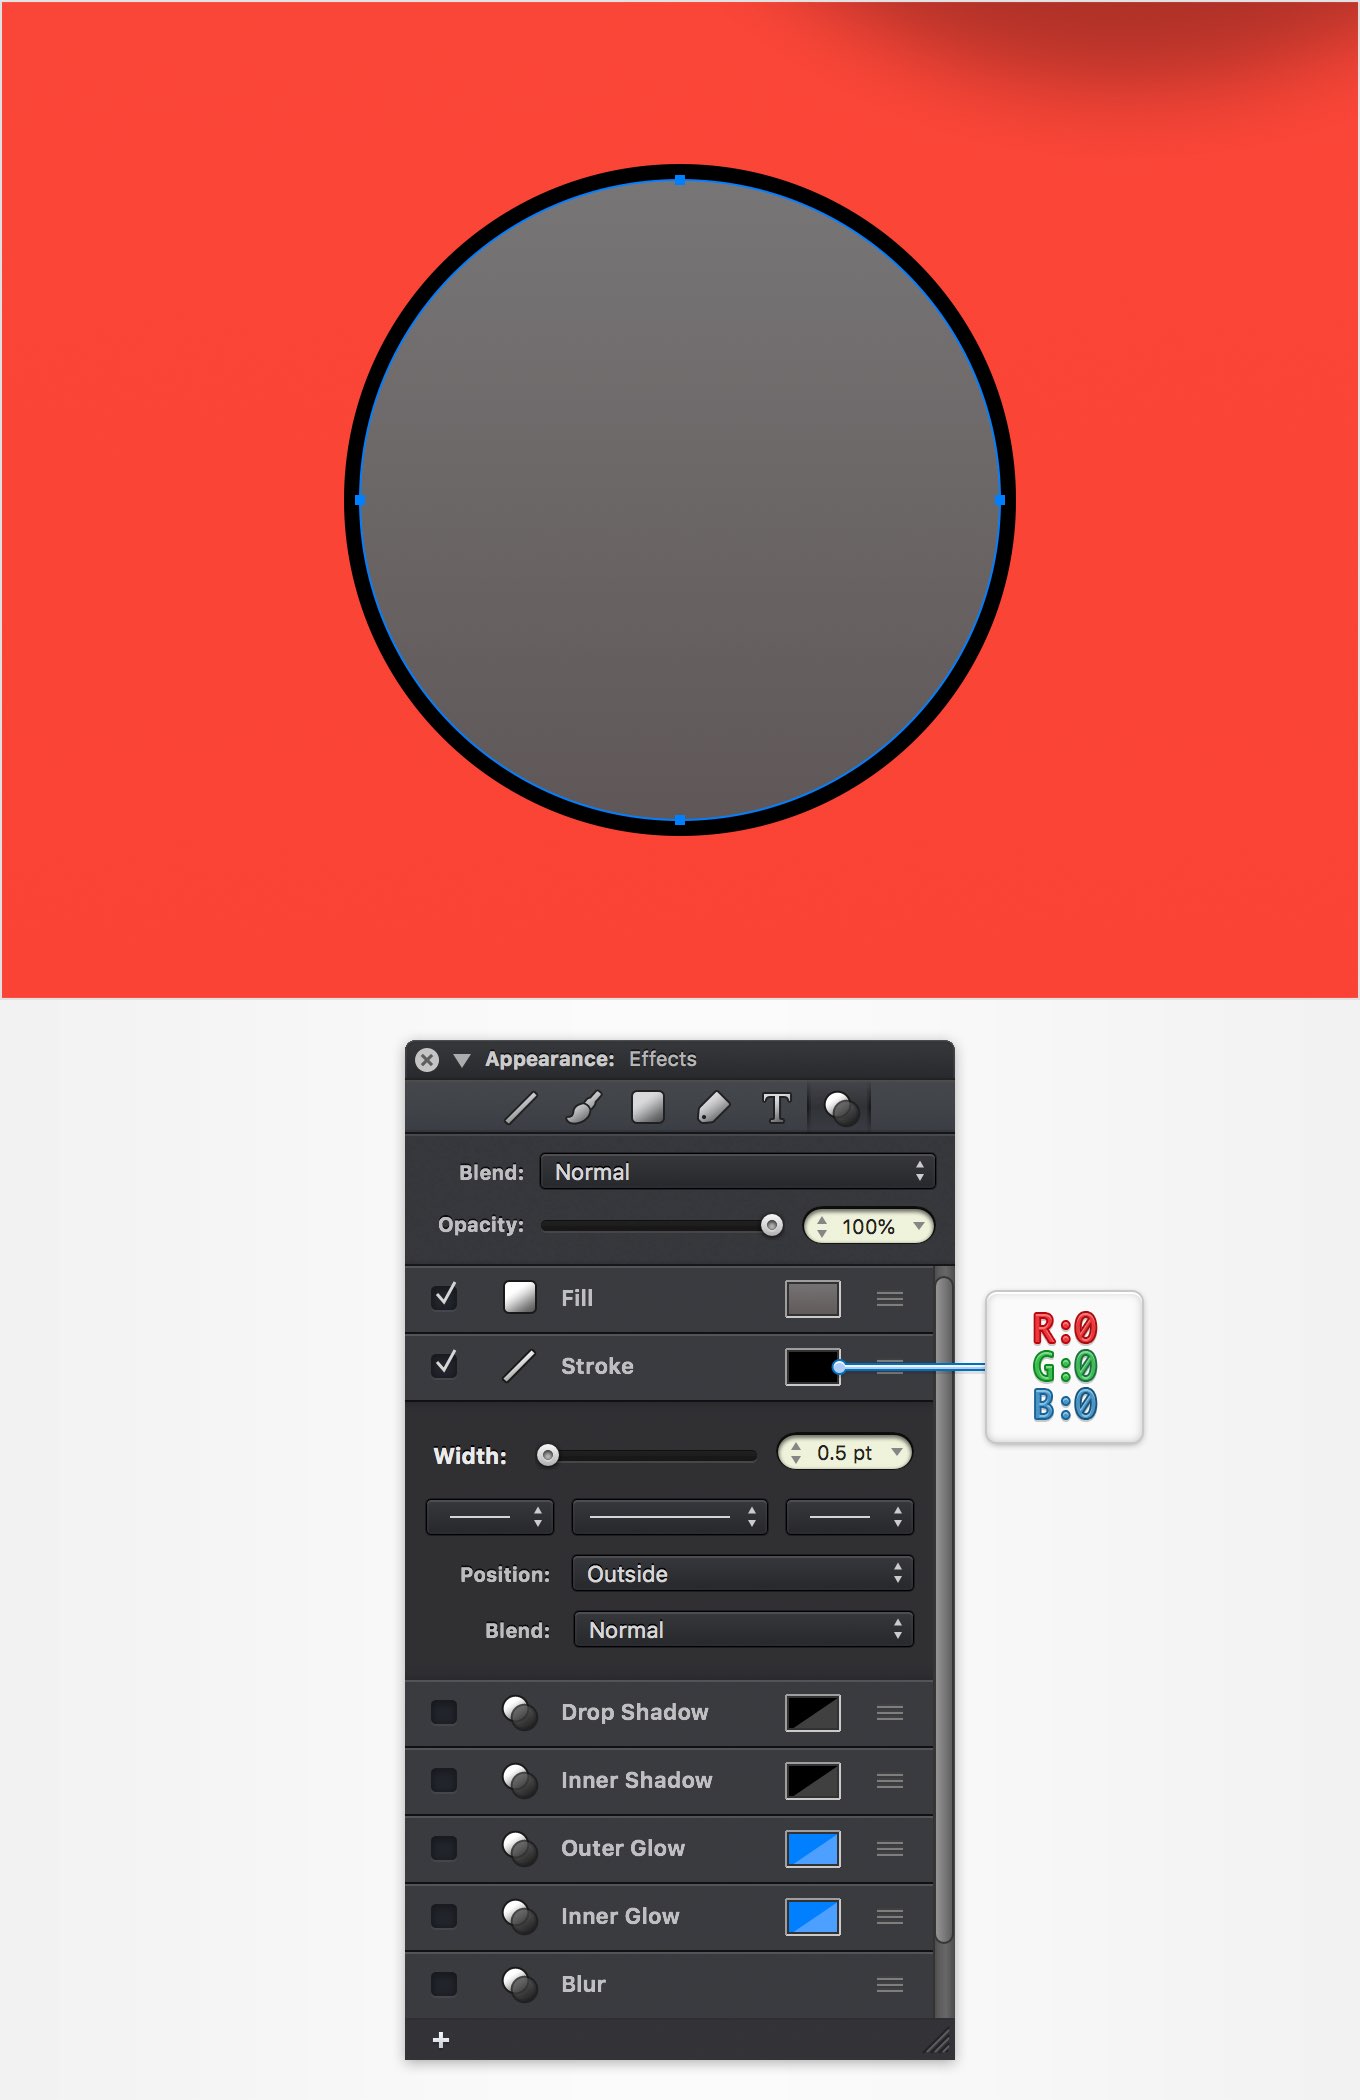 Appearance: Effects
T
Blend: Normal
Opacity: 100%
Fill
Stroke
R:0
G:0
B:0
Width: 0.5 pt
Position: Outside
Blend: Normal
Drop Shadow
Inner Shadow
Outer Glow
Inner Glow
Blur